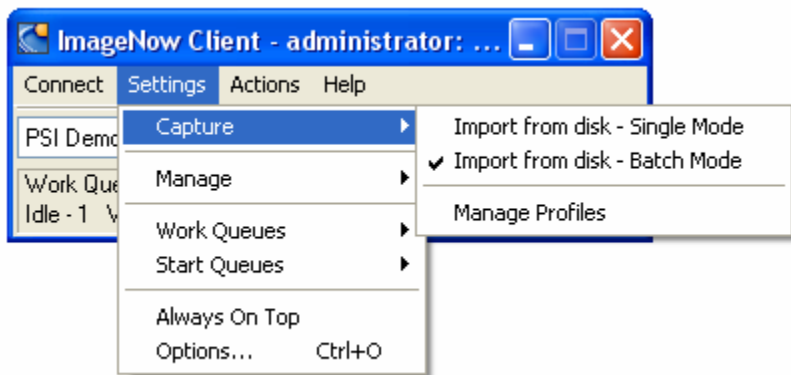 ImageNow Client - administrator: ...
Connect Settings Actions Help
PSI Demo
Work Que
Idle - 1
Capture
Manage
Work Queues
Start Queues
Always On Top
Options... Ctrl+O
Import from disk - Single Mode
Import from disk - Batch Mode
Manage Profiles